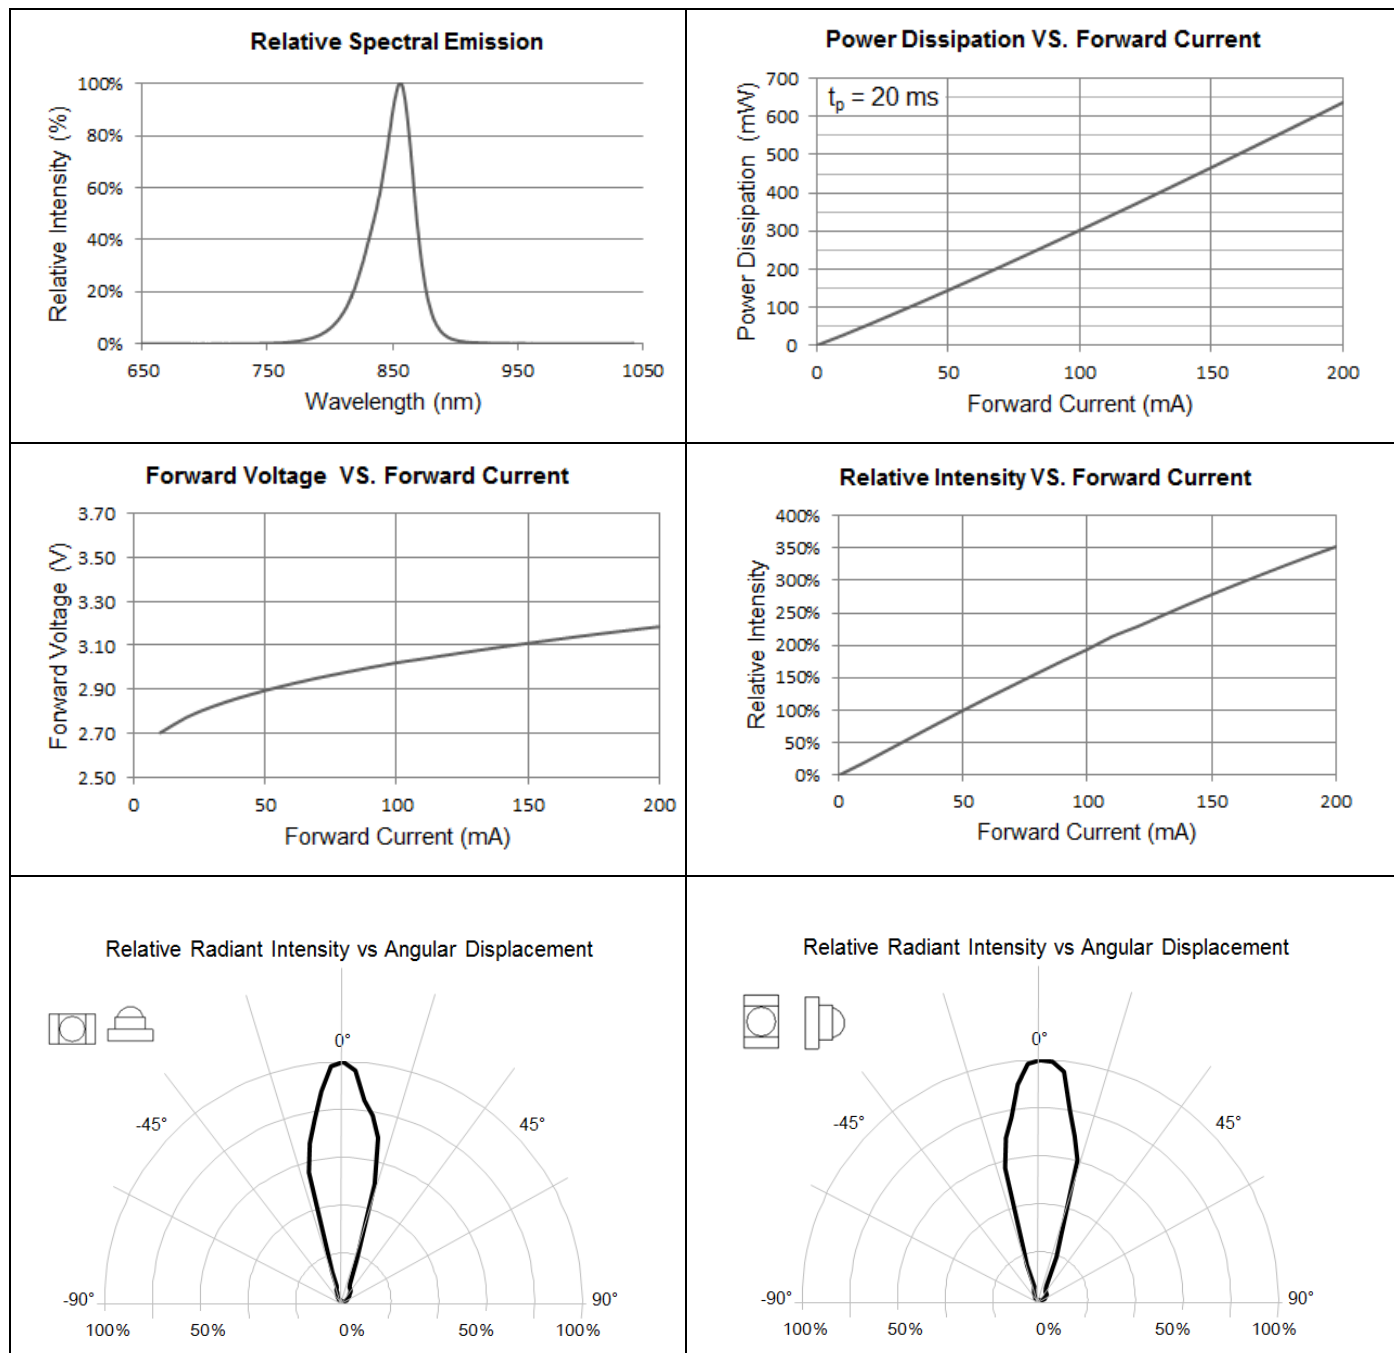 Relative Spectral Emission
100%
80%
60%
40%
20%
0%
Relative Intensity (%)
650 750 850 950 1050
Wavelength (nm)
Power Dissipation VS. Forward Current
tp = 20 ms
700
600
500
400
300
200
100
0
Power Dissipation (mW)
0 50 100 150 200
Forward Current (mA)
Forward Voltage VS. Forward Current
3.70
3.50
3.30
3.10
2.90
2.70
2.50
Forward Voltage (V)
0 50 100 150 200
Forward Current (mA)
Relative Intensity VS. Forward Current
400%
350%
300%
250%
200%
150%
100%
50%
0%
Relative Intensity
0 50 100 150 200
Forward Current (mA)
Relative Radiant Intensity vs Angular Displacement
0°
-45° 45°
-90° 90°
100% 50% 0% 50% 100%
Relative Radiant Intensity vs Angular Displacement
0°
-45° 45°
-90° 90°
100% 50% 0% 50% 100%